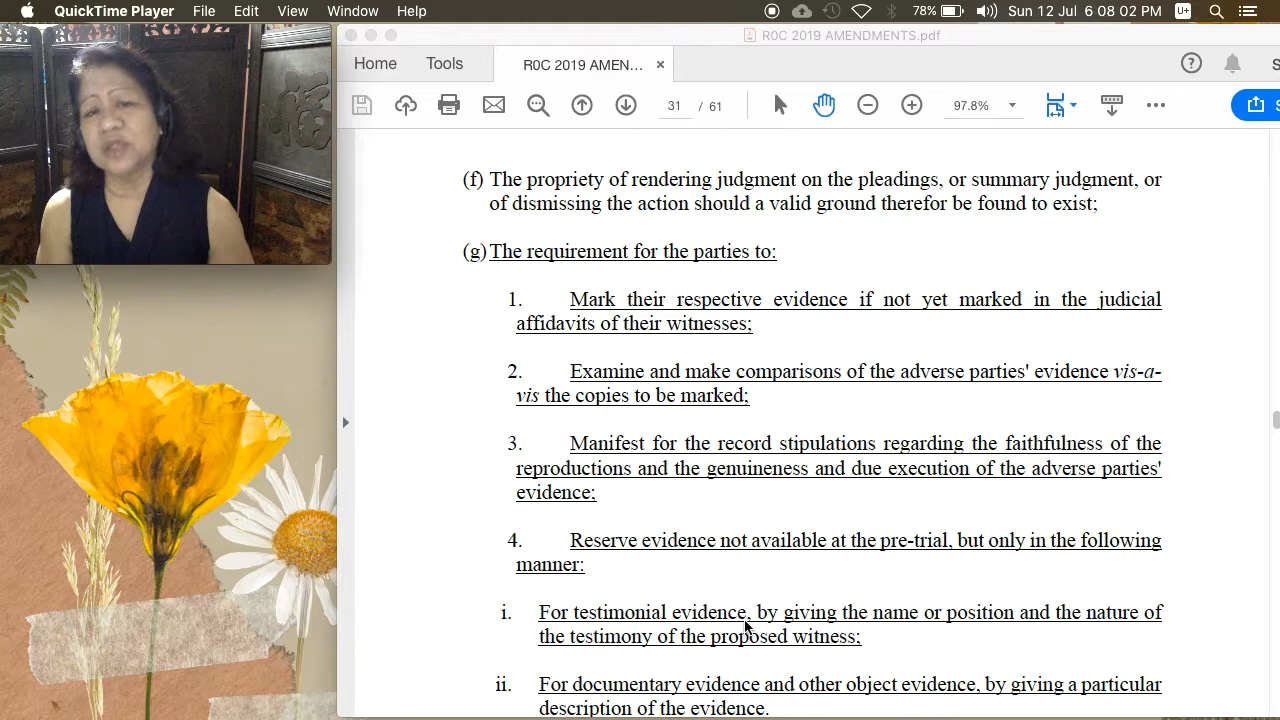 QuickTime Player File Edit View Window Help 78% Sun 12 Jul 6:08:02 PM U+
R0C 2019 AMENDMENTS.pdf
Home Tools R0C 2019 AMEN... × ? S
31 / 61 97.8% S
(f) The propriety of rendering judgment on the pleadings, or summary judgment, or
of dismissing the action should a valid ground therefor be found to exist;
(g) The requirement for the parties to:
1. Mark their respective evidence if not yet marked in the judicial
affidavits of their witnesses;
2. Examine and make comparisons of the adverse parties' evidence vis-a-
vis the copies to be marked;
3. Manifest for the record stipulations regarding the faithfulness of the
reproductions and the genuineness and due execution of the adverse parties'
evidence;
4. Reserve evidence not available at the pre-trial, but only in the following
manner:
i. For testimonial evidence, by giving the name or position and the nature of
the testimony of the proposed witness;
ii. For documentary evidence and other object evidence, by giving a particular
description of the evidence.